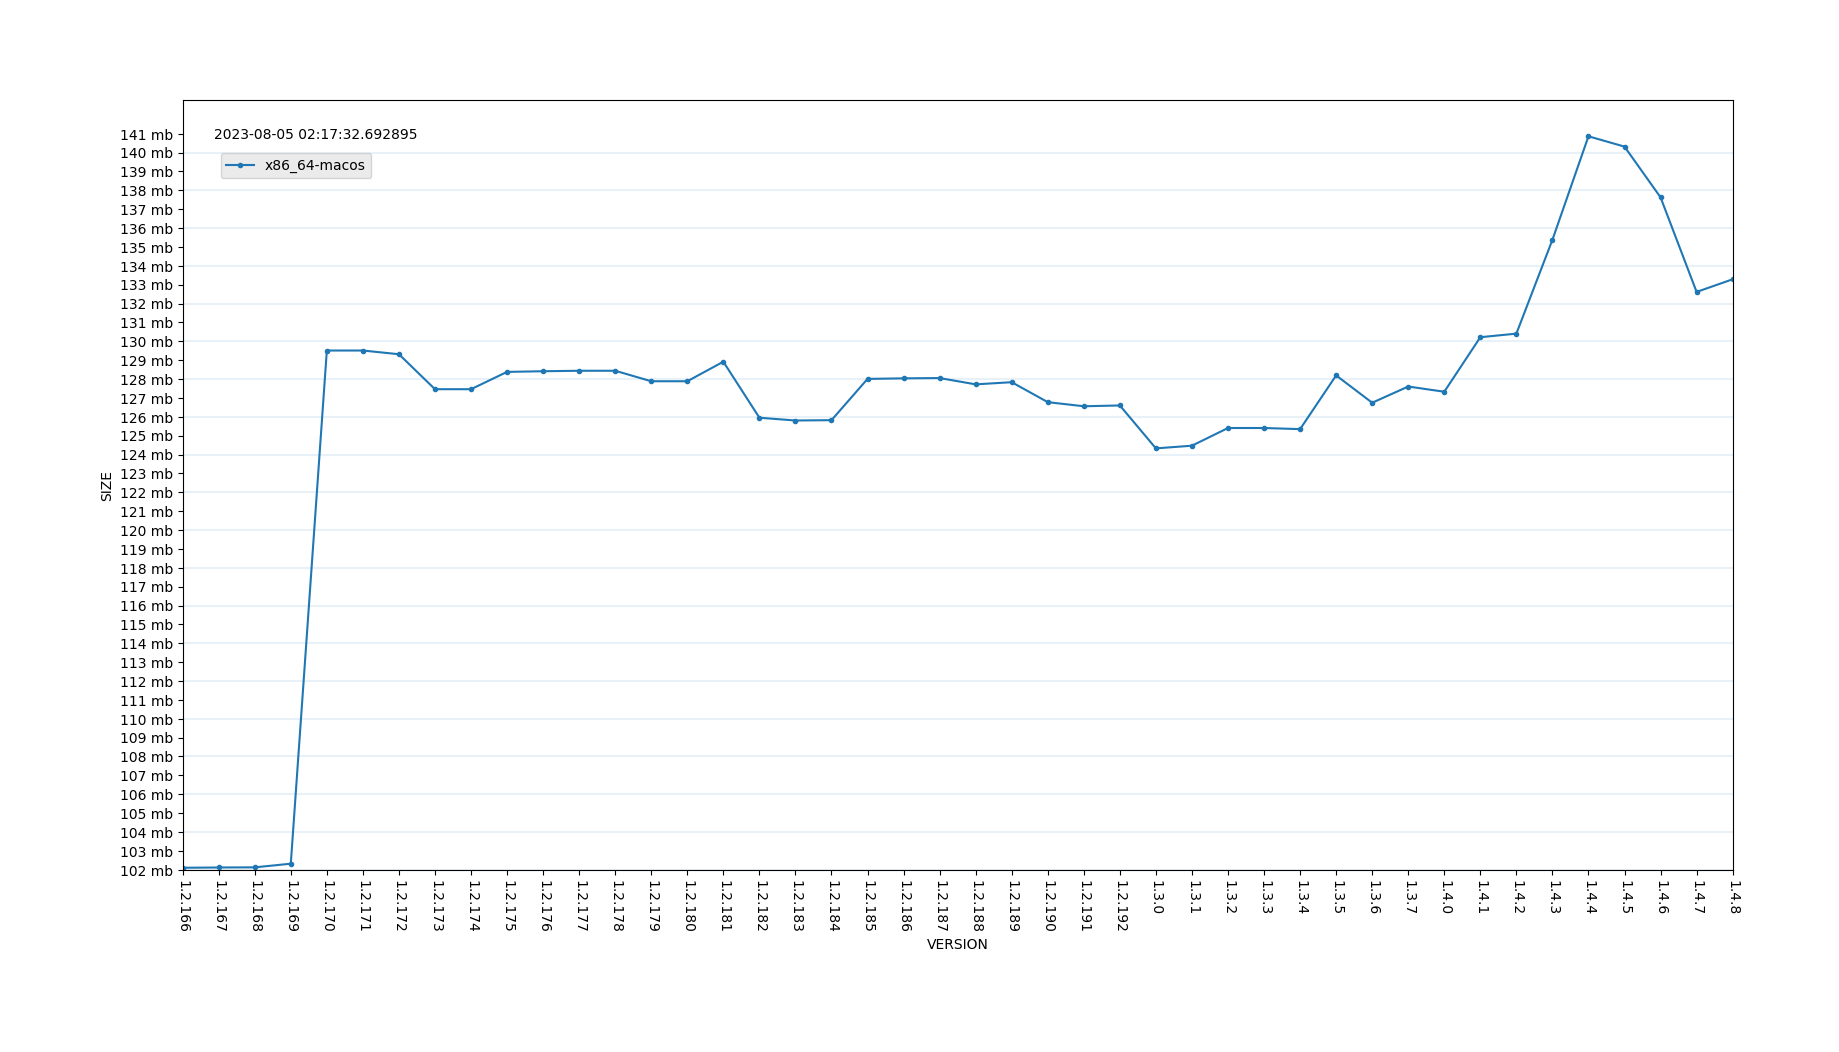 2023-08-05 02:17:32.692895
x86_64-macos
141 mb
140 mb
139 mb
138 mb
137 mb
136 mb
135 mb
134 mb
133 mb
132 mb
131 mb
130 mb
129 mb
128 mb
127 mb
126 mb
125 mb
124 mb
123 mb
122 mb
121 mb
120 mb
119 mb
118 mb
117 mb
116 mb
115 mb
114 mb
113 mb
112 mb
111 mb
110 mb
109 mb
108 mb
107 mb
106 mb
105 mb
104 mb
103 mb
102 mb
SIZE
1.2.166
1.2.167
1.2.168
1.2.169
1.2.170
1.2.171
1.2.172
1.2.173
1.2.174
1.2.175
1.2.176
1.2.177
1.2.178
1.2.179
1.2.180
1.2.181
1.2.182
1.2.183
1.2.184
1.2.185
1.2.186
1.2.187
1.2.188
1.2.189
1.2.190
1.2.191
1.2.192
1.3.0
1.3.1
1.3.2
1.3.3
1.3.4
1.3.5
1.3.6
1.3.7
1.4.0
1.4.1
1.4.2
1.4.3
1.4.4
1.4.5
1.4.6
1.4.7
1.4.8
VERSION